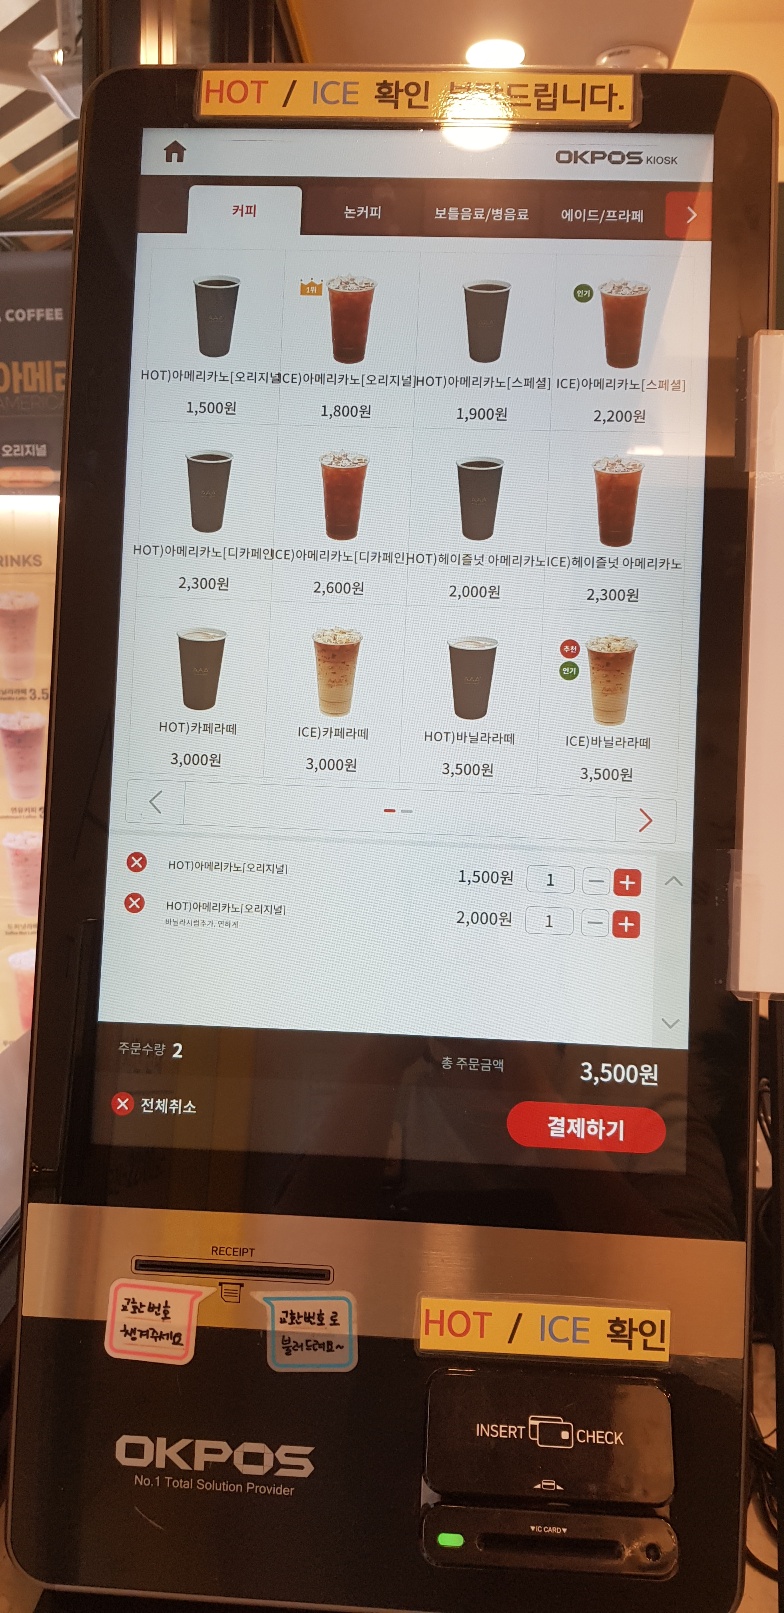 HOT / ICE 확인 부탁드립니다.
OKPOS KIOSK
커피
논커피
보틀음료/병음료
에이드/프라페
1위
인기
HOT)아메리카노[오리지널
ICE)아메리카노[오리지널]
HOT)아메리카노[스페셜]
ICE)아메리카노[스페셜]
1,500원
1,800원
1,900원
2,200원
HOT)아메리카노[디카페인
ICE)아메리카노[디카페인]
HOT)헤이즐넛 아메리카노
ICE)헤이즐넛 아메리카노
2,300원
2,600원
2,000원
2,300원
추천
인기
HOT)카페라떼
ICE)카페라떼
HOT)바닐라라떼
ICE)바닐라라떼
3,000원
3,000원
3,500원
3,500원
HOT)아메리카노[오리지널]
1,500원
1
HOT)아메리카노[오리지널]
바닐라시럽추가, 연하게
2,000원
1
주문수량 2
총 주문금액
3,500원
전체취소
결제하기
RECEIPT
교환번호
챙겨주세요
교환번호로
불러드려요~
HOT / ICE 확인
INSERT CHECK
OKPOS
No.1 Total Solution Provider
▼IC CARD▼
COFFEE
아메리
AMERICA
오리지널
RINKS
3.5